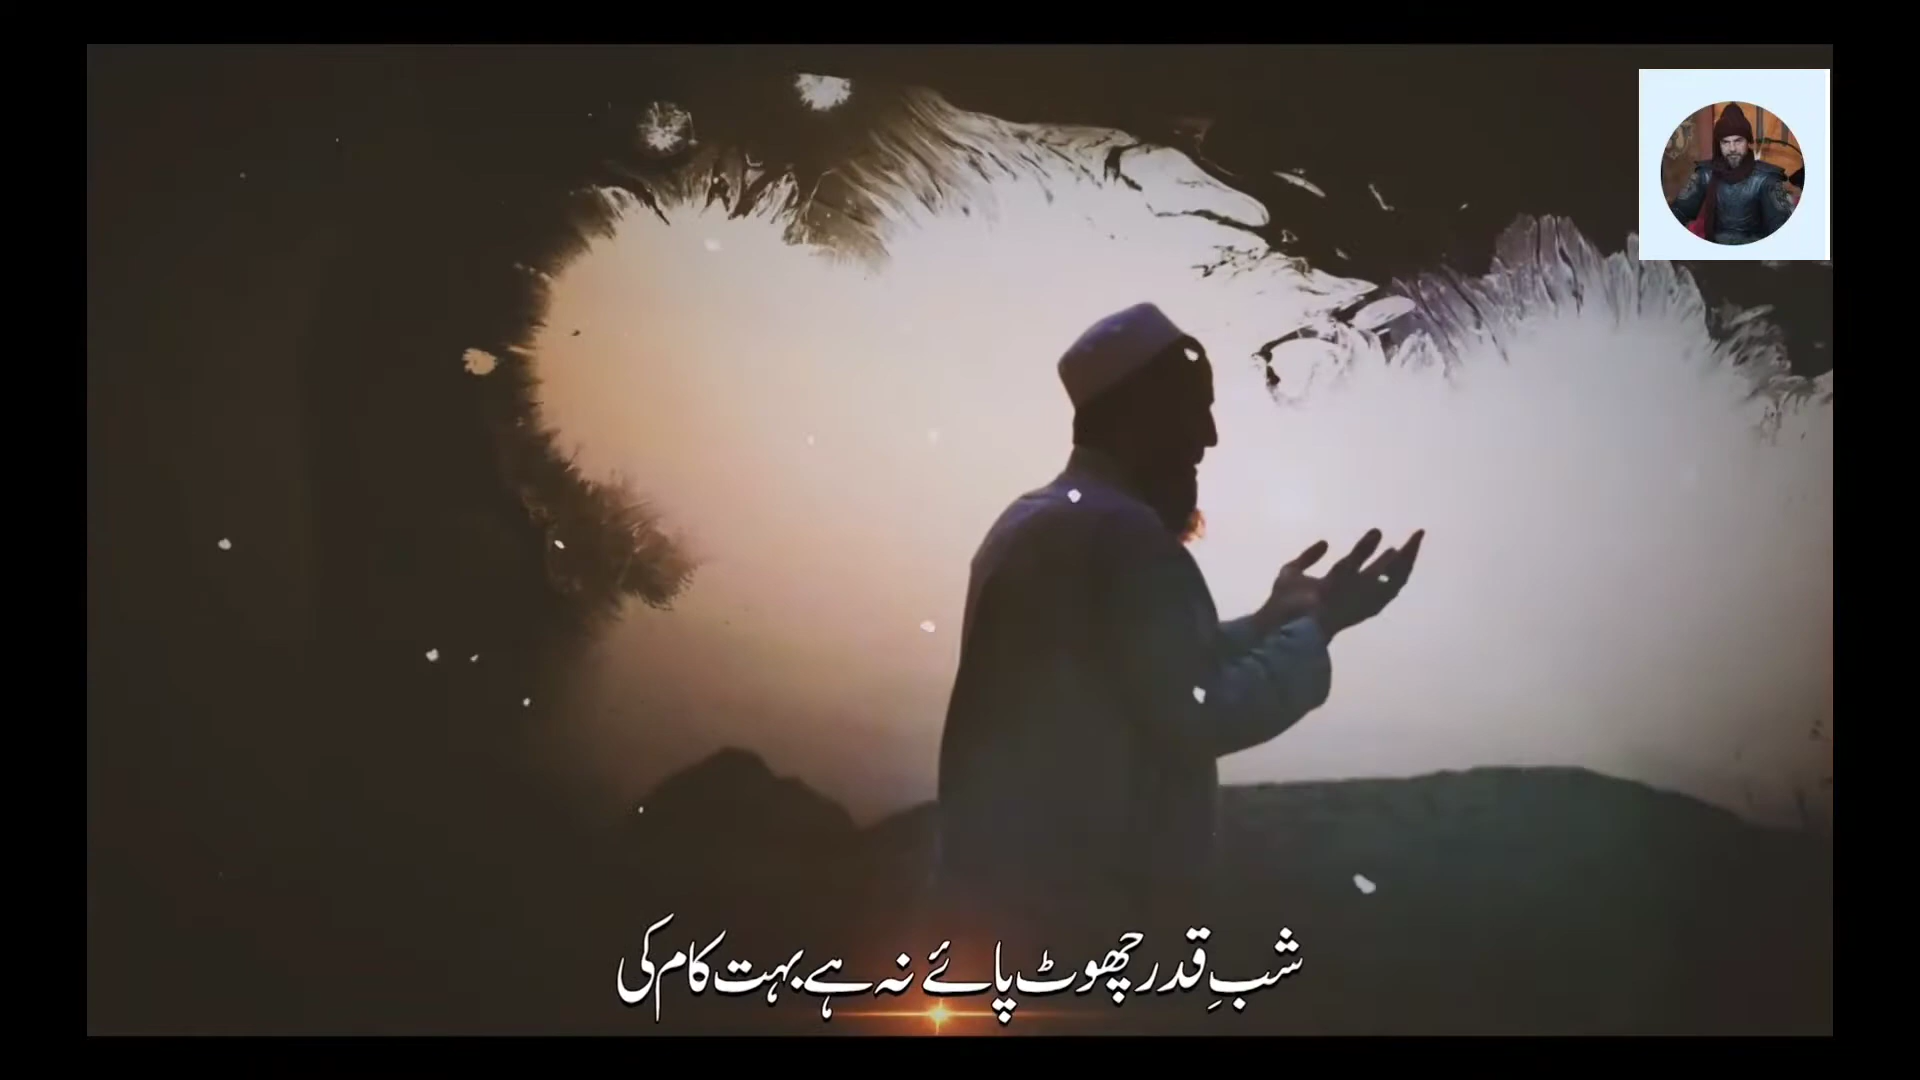 شبِ قدر چھوٹ پائے نہ ہے بہت کام کی